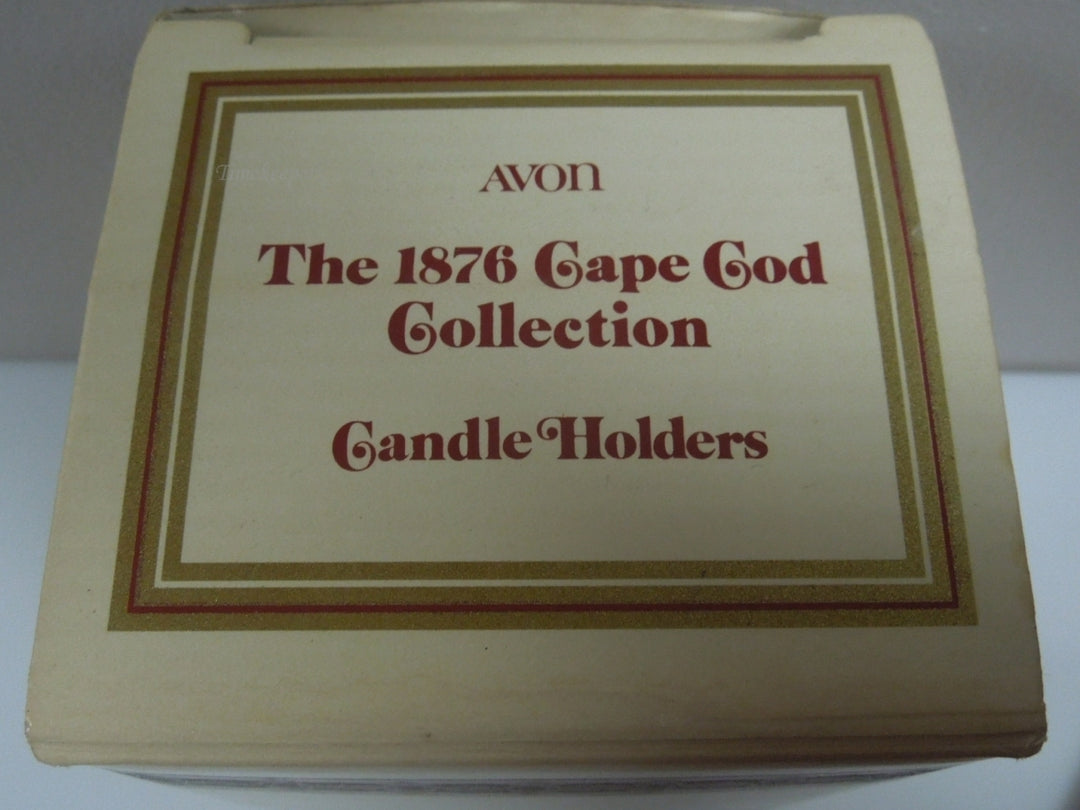 AVON
The 1876 Cape Cod
Collection
Candle Holders